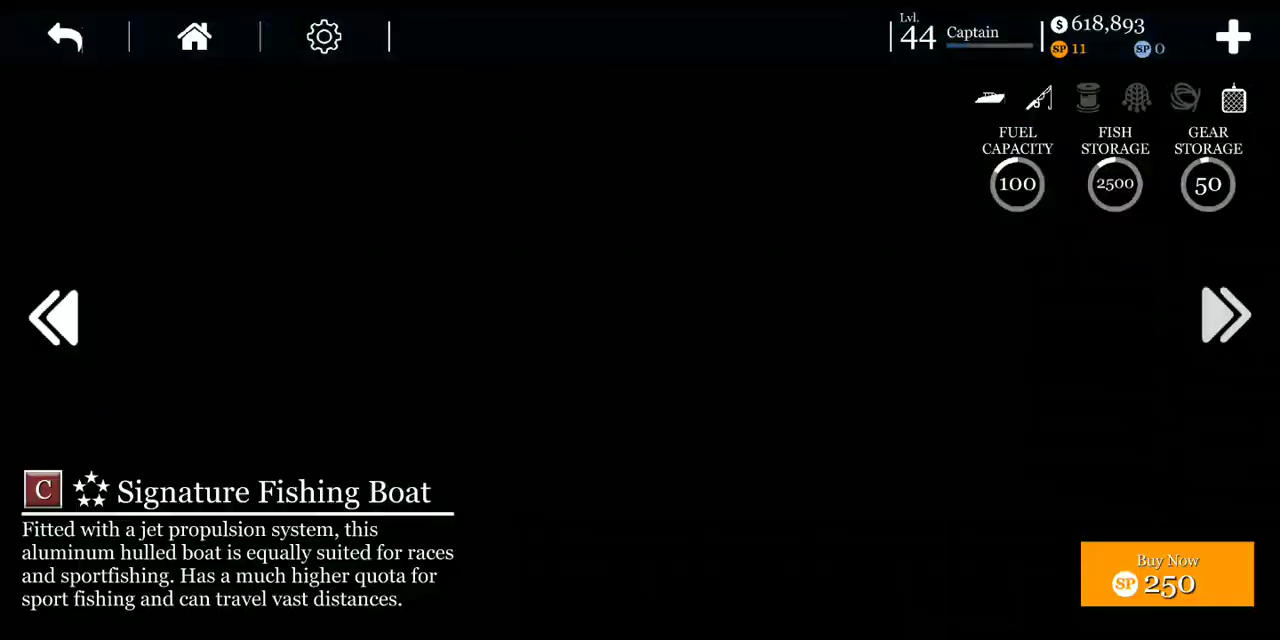 Lvl.
44 Captain
$ 618,893
SP 11 SP 0
FUEL CAPACITY
FISH STORAGE
GEAR STORAGE
100
2500
50
C Signature Fishing Boat
Fitted with a jet propulsion system, this
aluminum hulled boat is equally suited for races
and sportfishing. Has a much higher quota for
sport fishing and can travel vast distances.
Buy Now
SP 250